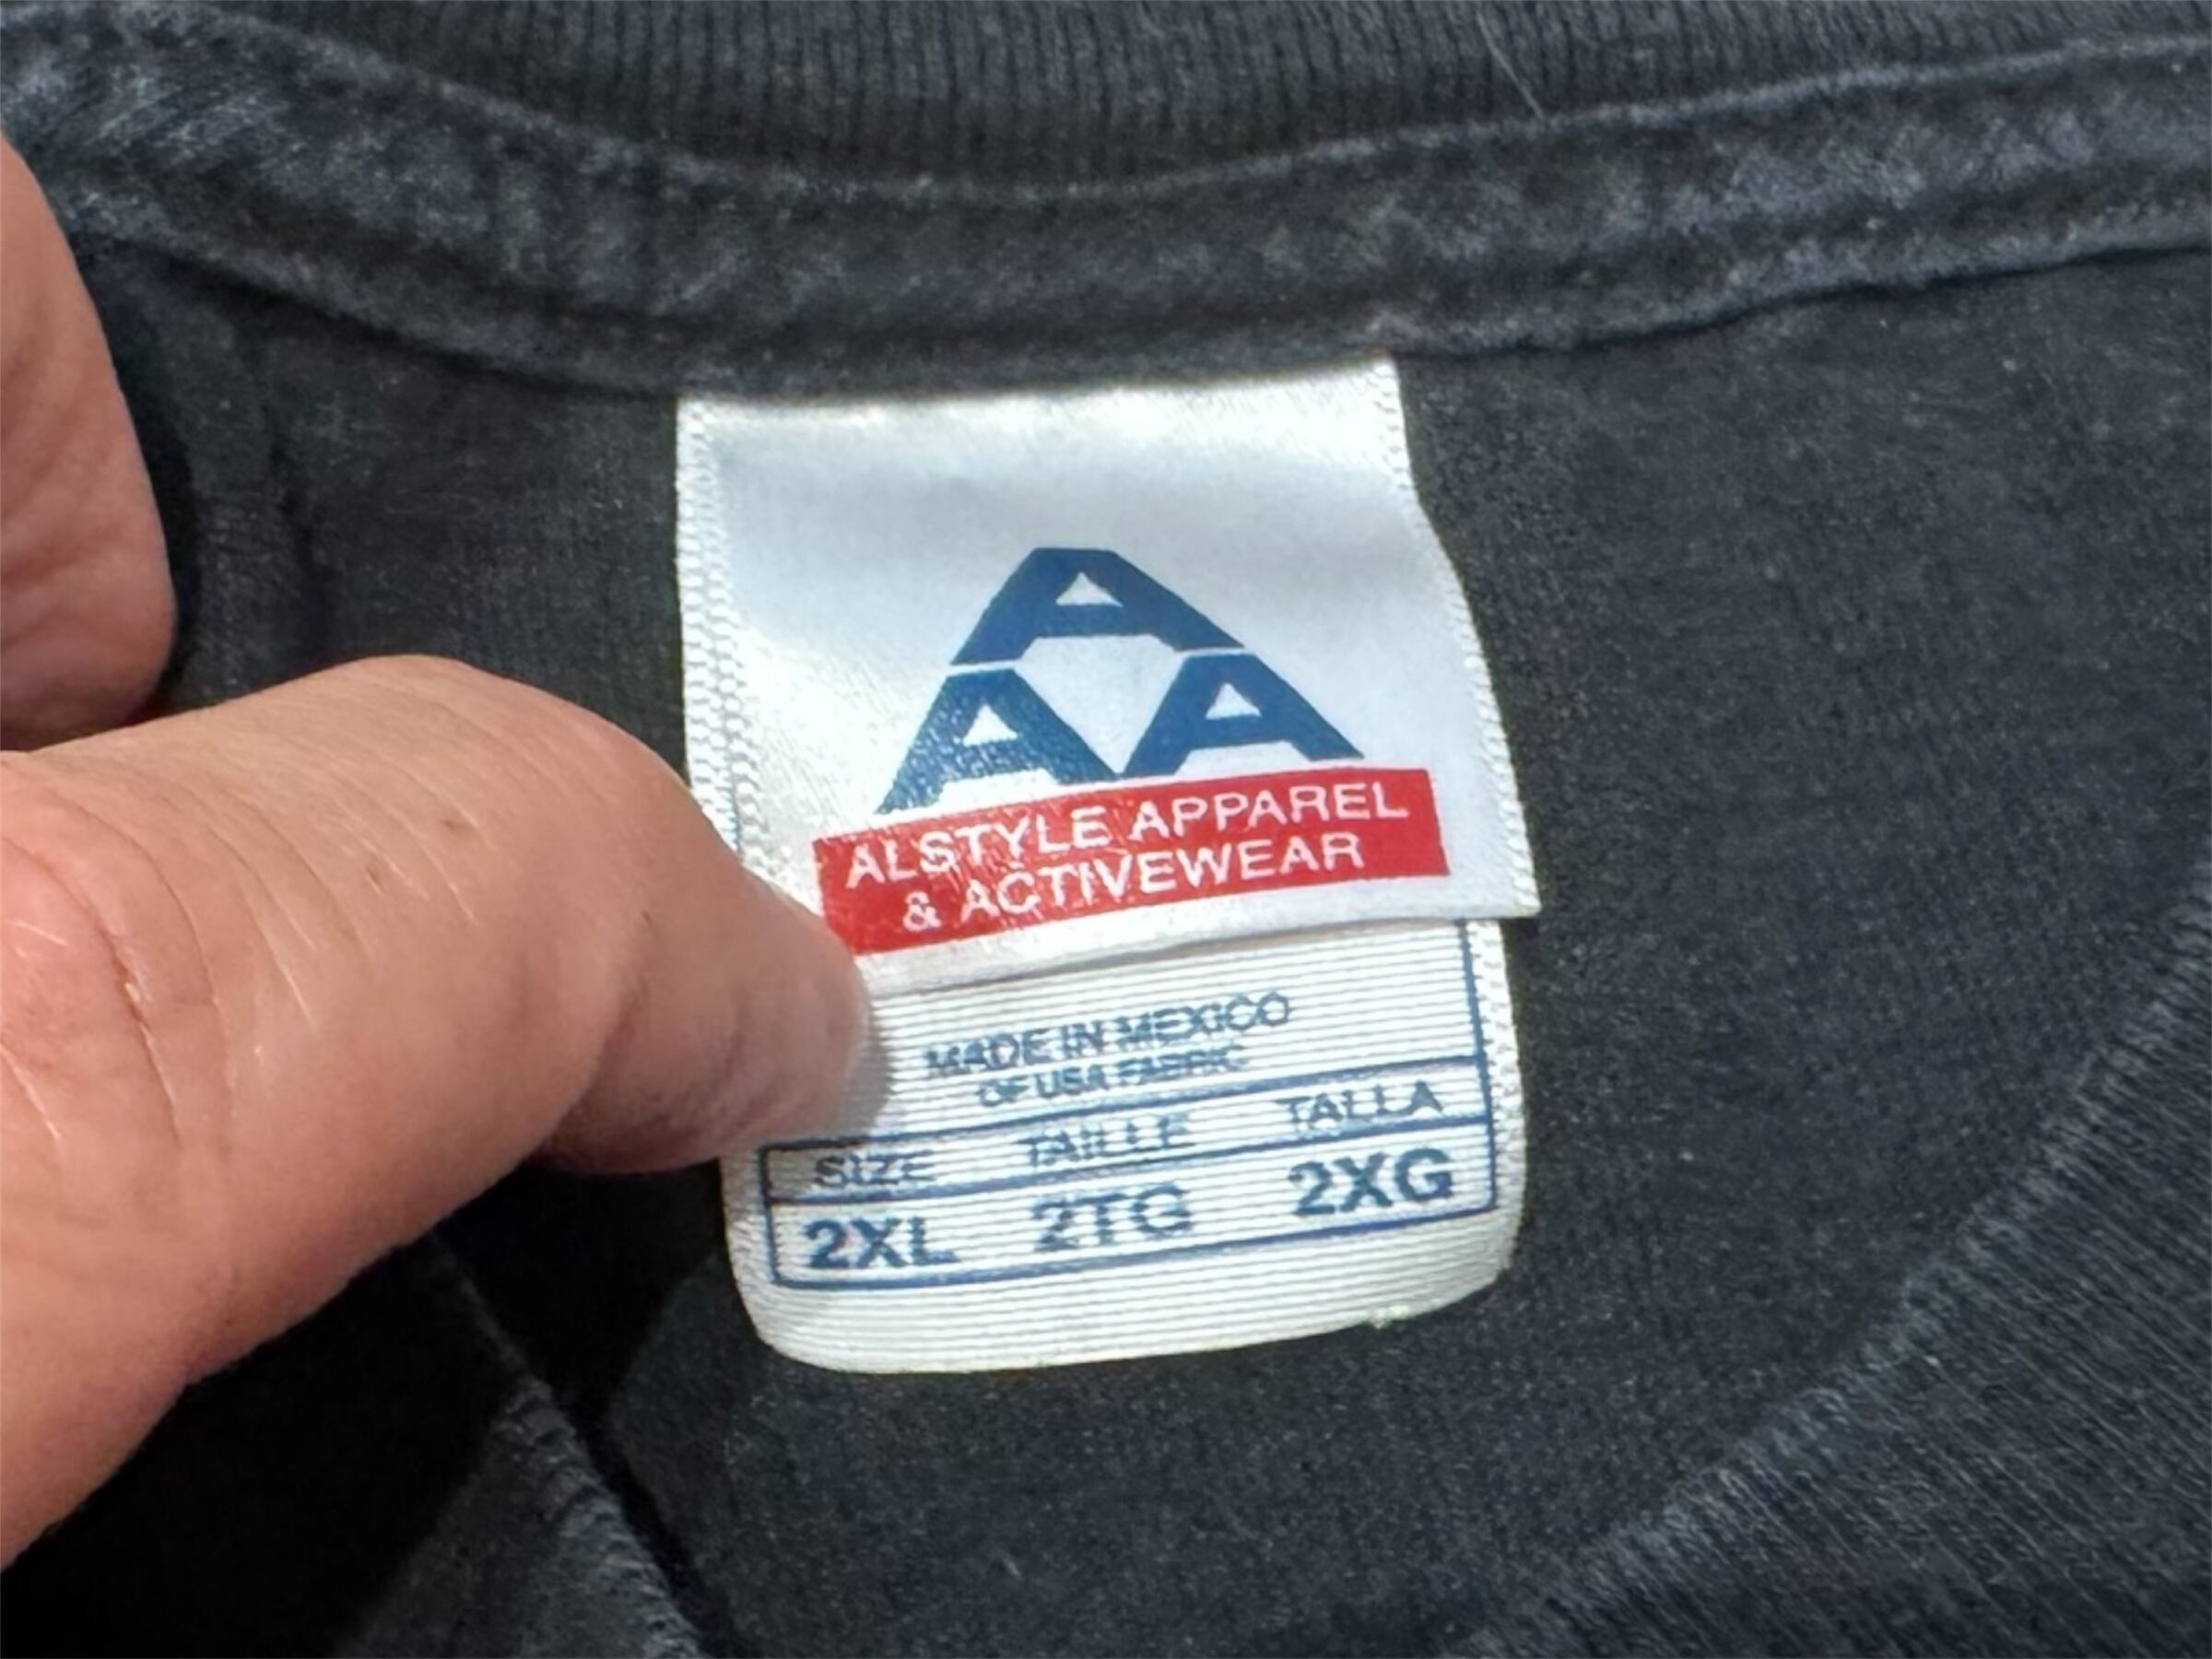 A
A A
ALSTYLE APPAREL
& ACTIVEWEAR
MADE IN MEXICO
OF USA FABRIC
SIZE TAILLE TALLA
2XL 2TG 2XG